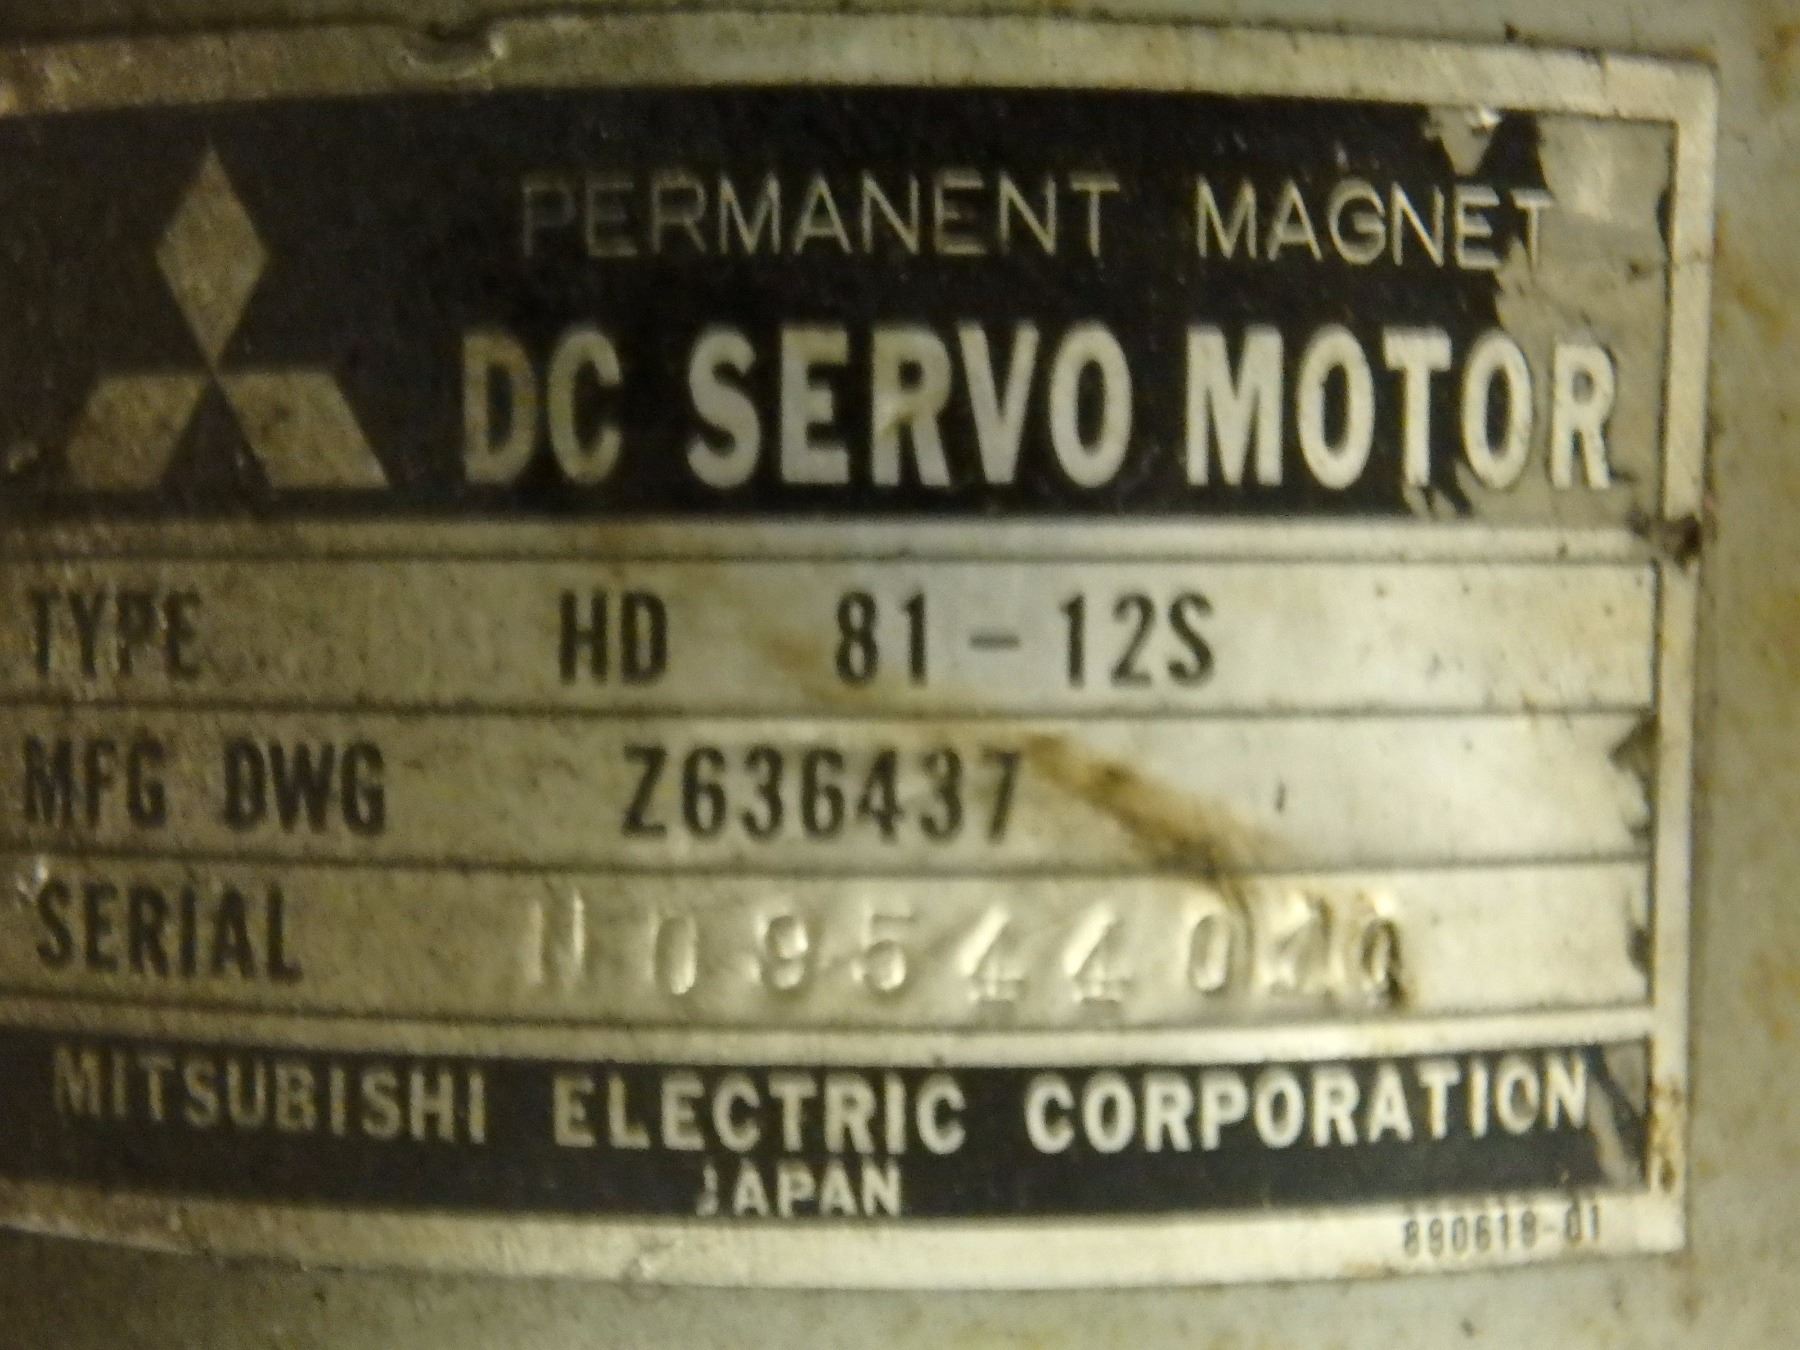 PERMANENT MAGNET
DC SERVO MOTOR
TYPE HD 81-12S
MFG DWG Z636437
SERIAL
MITSUBISHI ELECTRIC CORPORATION
JAPAN